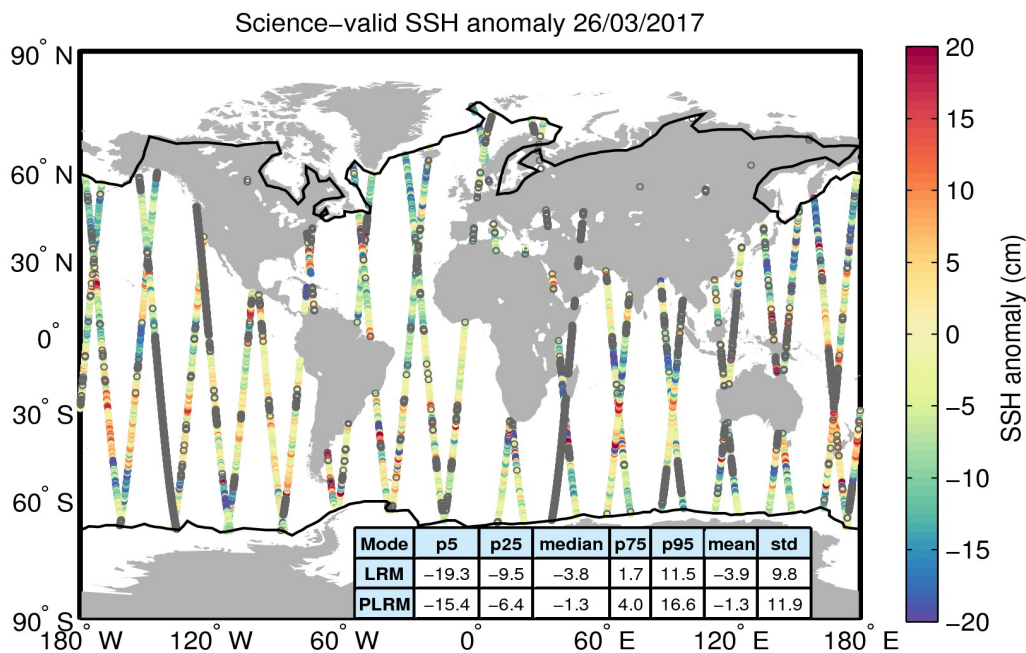 Science−valid SSH anomaly 26/03/2017
90° N
60° N
30° N
0°
30° S
60° S
90° S
180° W
120° W
60° W
0°
60° E
120° E
180° E
Mode p5 p25 median p75 p95 mean std
LRM −19.3 −9.5 −3.8 1.7 11.5 −3.9 9.8
PLRM −15.4 −6.4 −1.3 4.0 16.6 −1.3 11.9
20
15
10
5
0
−5
−10
−15
−20
SSH anomaly (cm)